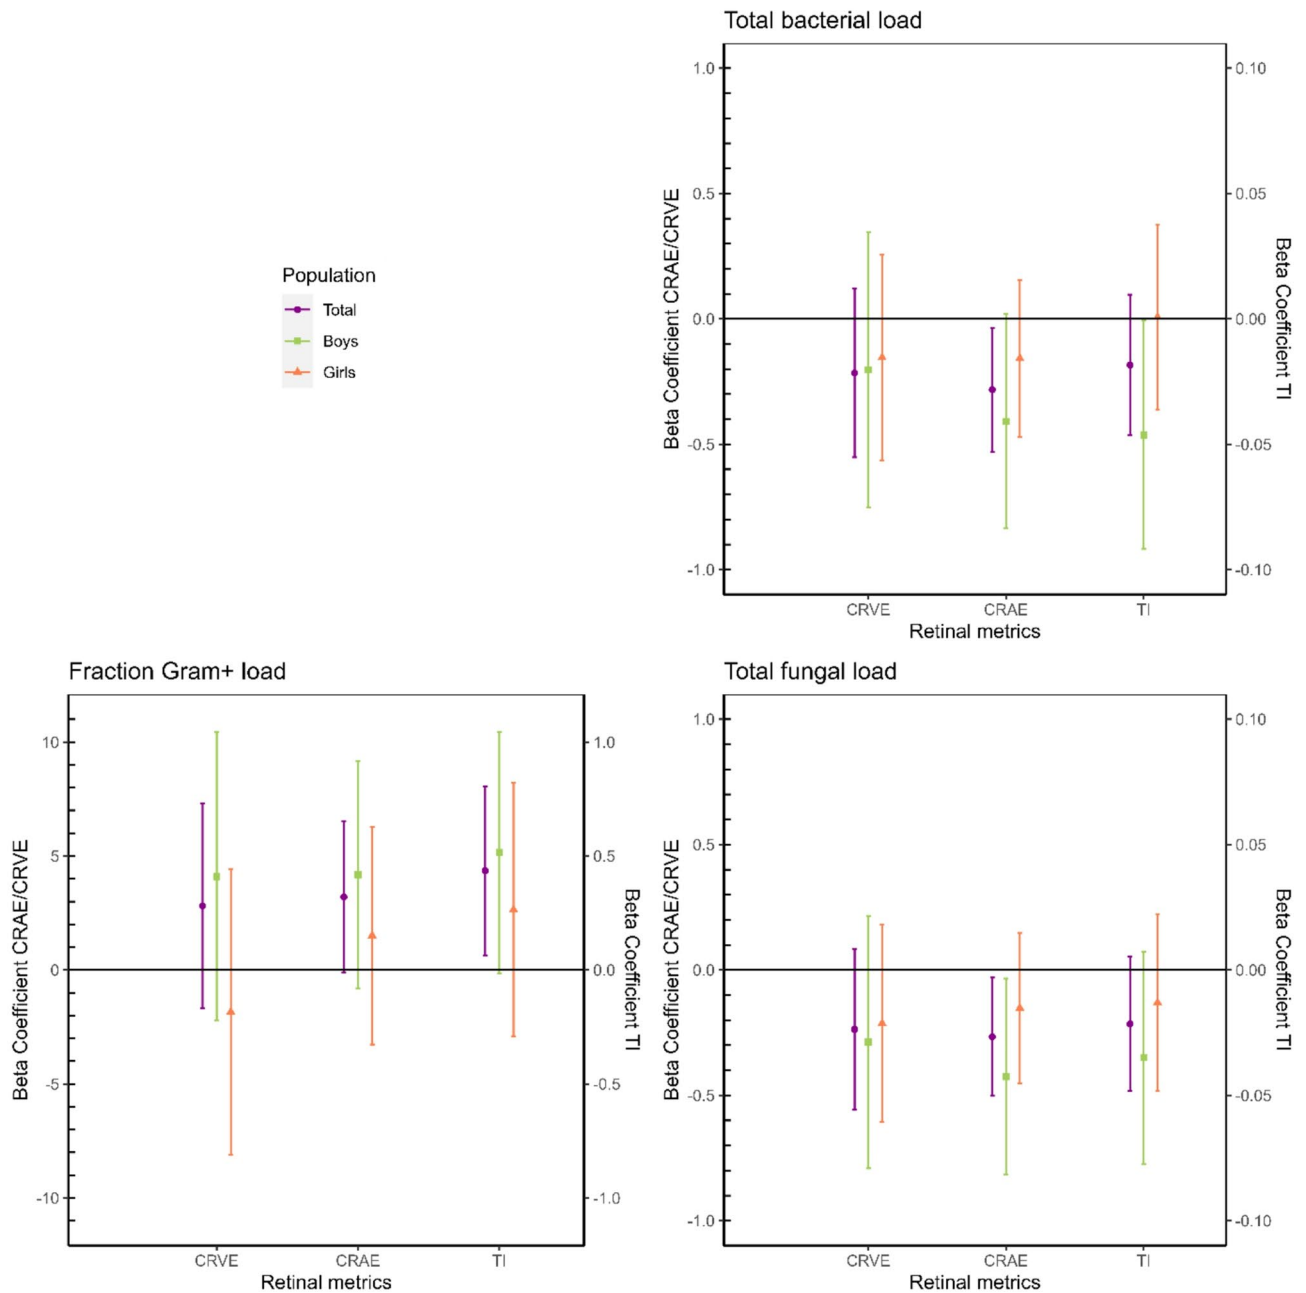 Total bacterial load
1.0
0.5
0.0
-0.5
-1.0
Beta Coefficient CRAE/CRVE
0.10
0.05
0.00
-0.05
-0.10
Beta Coefficient TI
CRVE CRAE TI
Retinal metrics
Population
Total
Boys
Girls
Fraction Gram+ load
10
5
0
-5
-10
Beta Coefficient CRAE/CRVE
1.0
0.5
0.0
-0.5
-1.0
Beta Coefficient TI
CRVE CRAE TI
Retinal metrics
Total fungal load
1.0
0.5
0.0
-0.5
-1.0
Beta Coefficient CRAE/CRVE
0.10
0.05
0.00
-0.05
-0.10
Beta Coefficient TI
CRVE CRAE TI
Retinal metrics